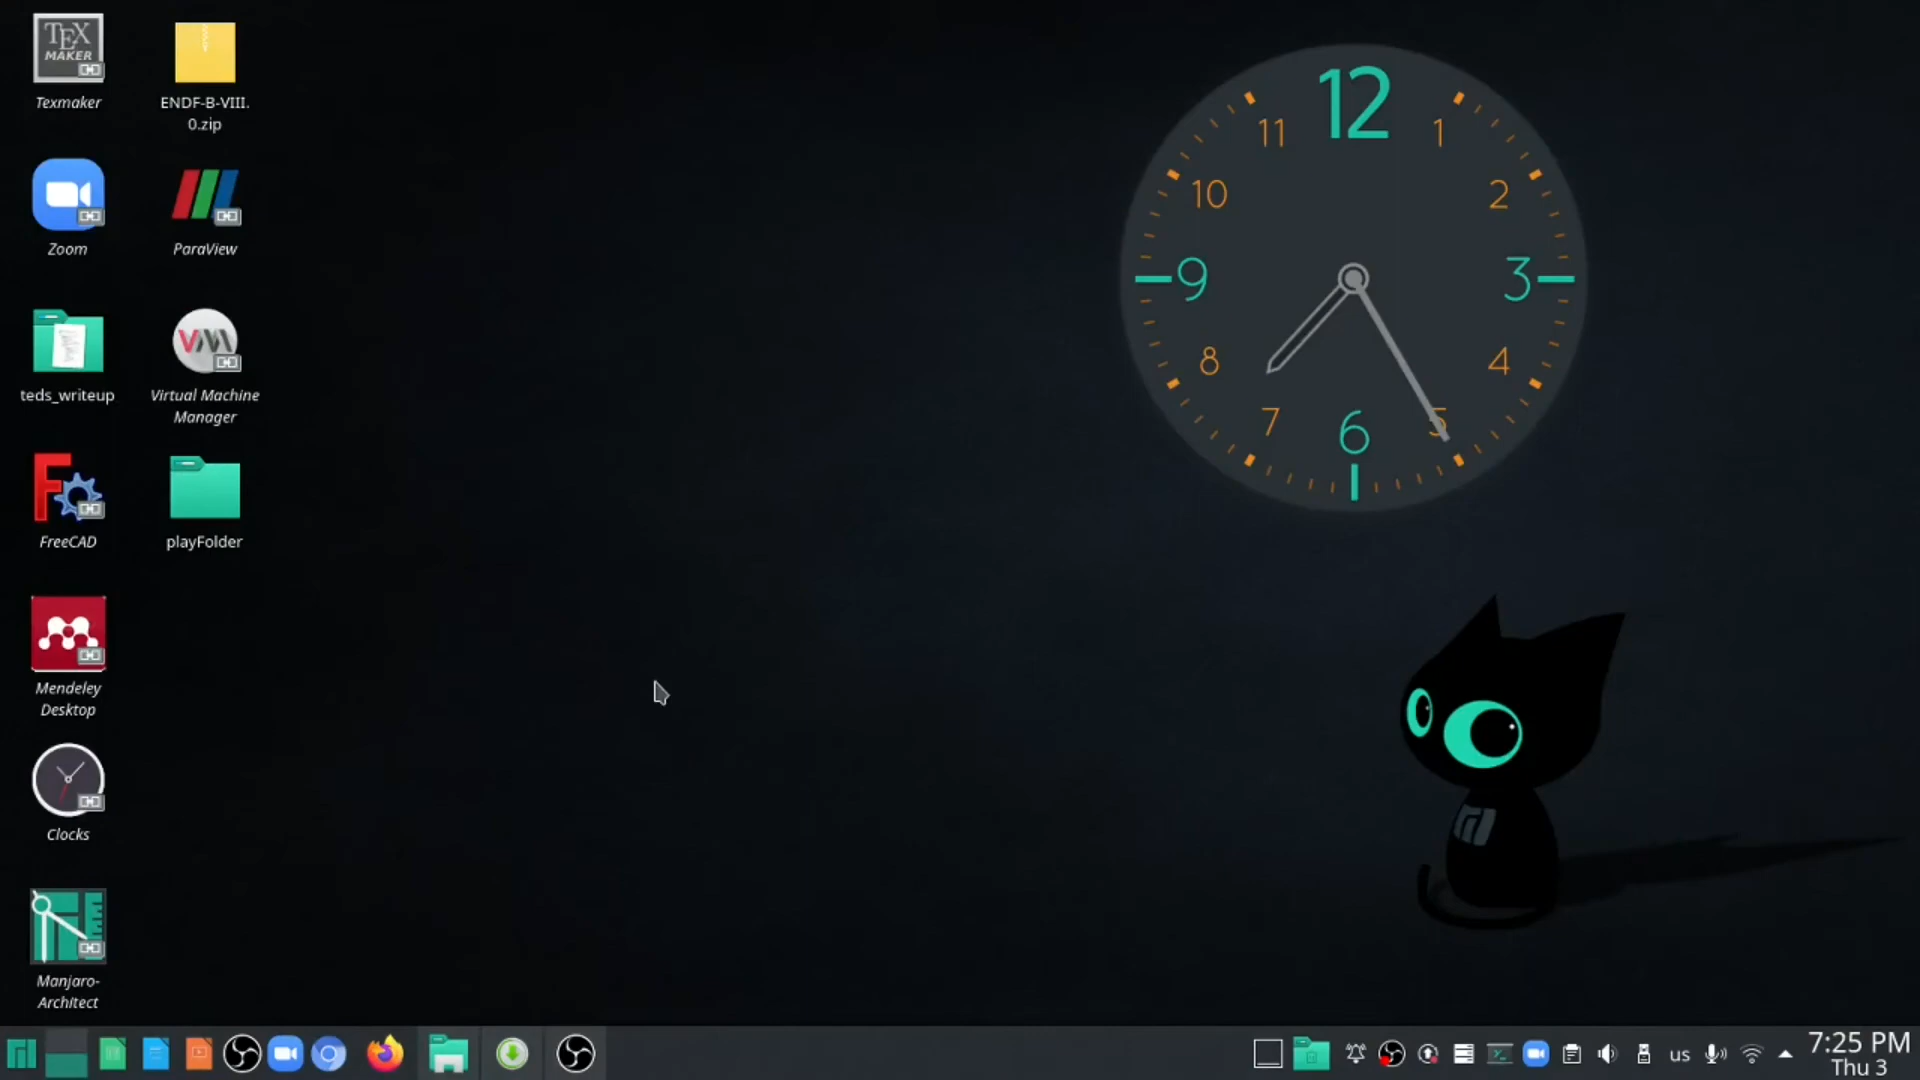 TEX
MAKER
Texmaker
ENDF-B-VIII.
0.zip
Zoom
ParaView
teds_writeup
VM
Virtual Machine
Manager
F
FreeCAD
playFolder
Mendeley
Desktop
Clocks
Manjaro-
Architect
12
1
2
3
4
5
6
7
8
9
10
11
us
7:25 PM
Thu 3